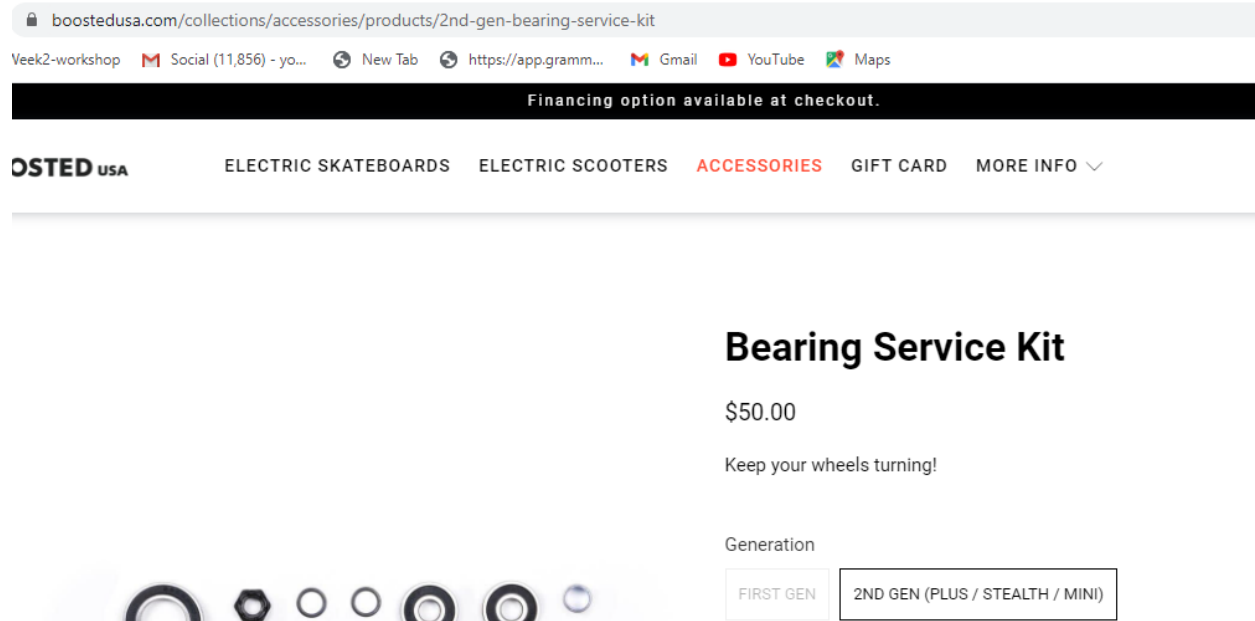 boostedusa.com/collections/accessories/products/2nd-gen-bearing-service-kit
Week2-workshop Social (11,856) - yo... New Tab https://app.gramm... Gmail YouTube Maps
Financing option available at checkout.
OSTED USA ELECTRIC SKATEBOARDS ELECTRIC SCOOTERS ACCESSORIES GIFT CARD MORE INFO
Bearing Service Kit
$50.00
Keep your wheels turning!
Generation
FIRST GEN 2ND GEN (PLUS / STEALTH / MINI)